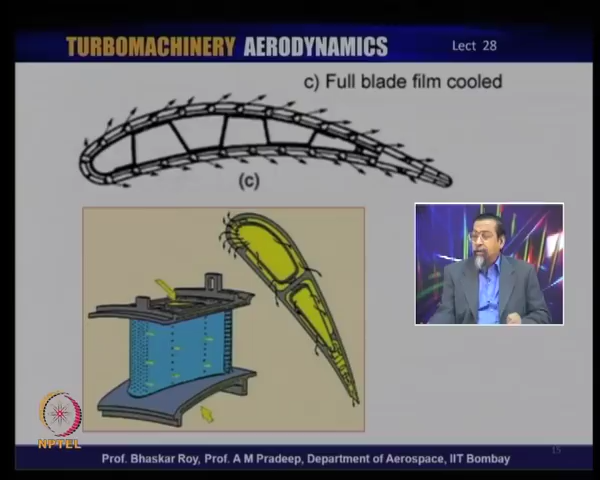 TURBOMACHINERY AERODYNAMICS
Lect 28
c) Full blade film cooled
(c)
NPTEL
15
Prof. Bhaskar Roy, Prof. A M Pradeep, Department of Aerospace, IIT Bombay